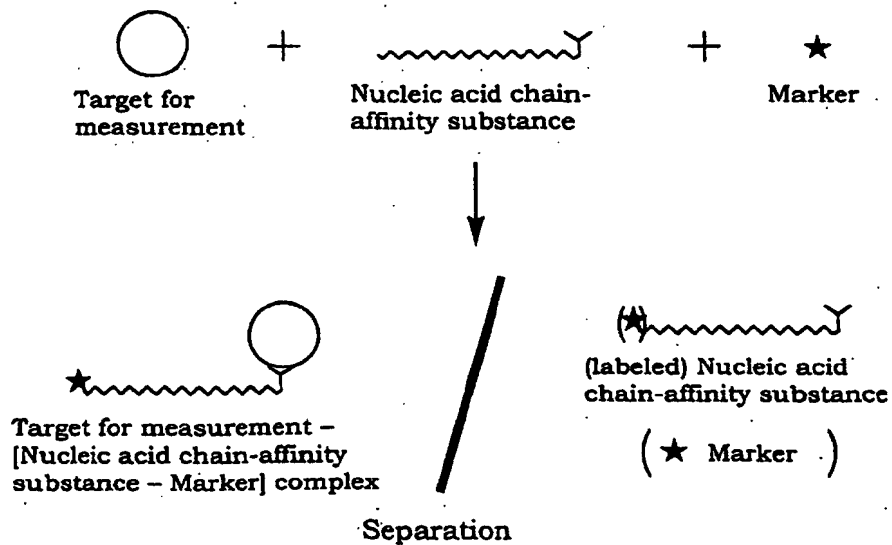 + +
Target for
measurement
Nucleic acid chain-
affinity substance
Marker
(★)
(labeled) Nucleic acid
chain-affinity substance
Target for measurement –
[Nucleic acid chain-affinity
substance – Marker] complex
(★ Marker )
Separation